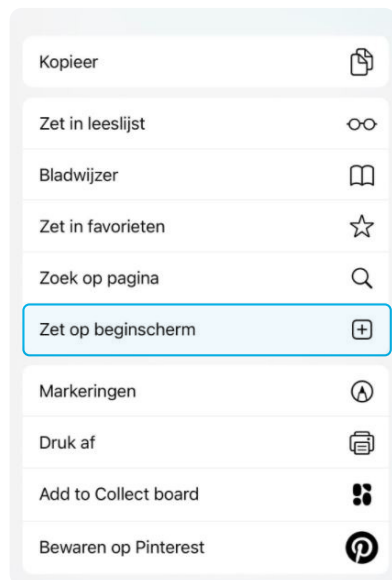 Kopieer
Zet in leeslijst
Bladwijzer
Zet in favorieten
Zoek op pagina
Zet op beginscherm
Markeringen
Druk af
Add to Collect board
Bewaren op Pinterest